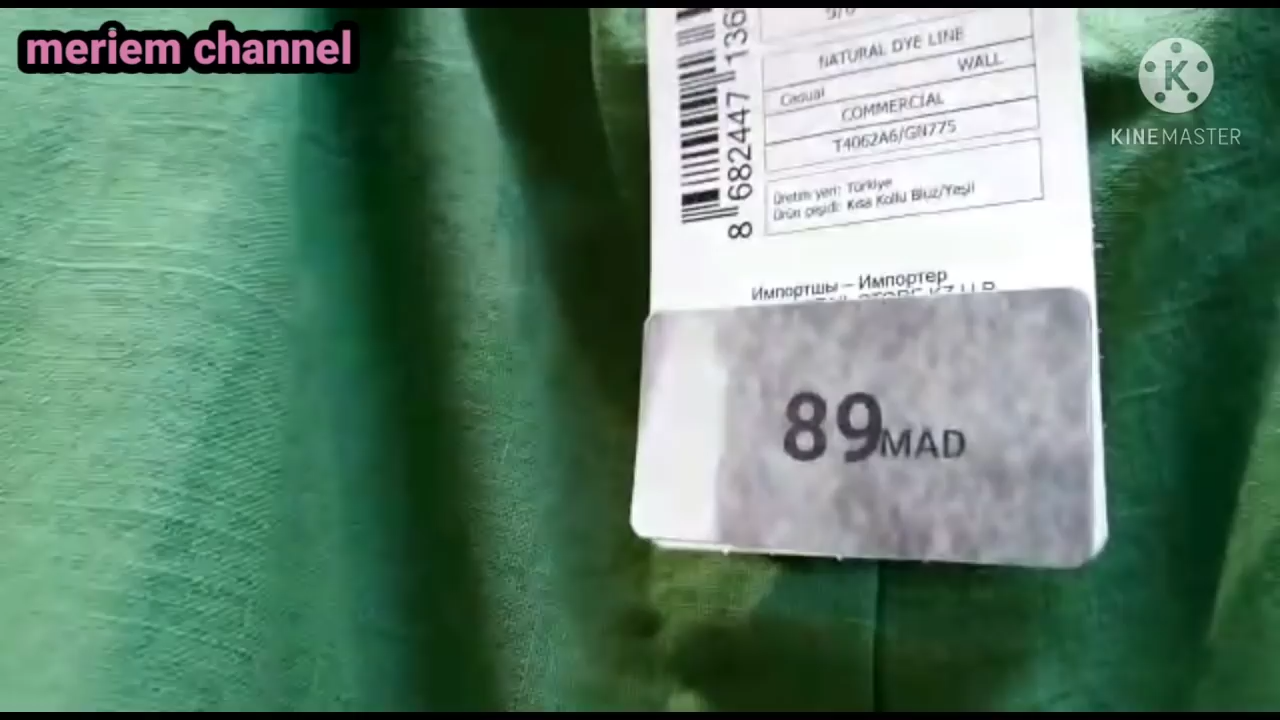 meriem channel
K
KINEMASTER
NATURAL DYE LINE
WALL
Casual
COMMERCIAL
T4062A6/GN775
Üretim yeri: Türkiye
Ürün çeşidi: Kısa Kollu Bluz/Yeşil
8 682447 136
Импортшы – Импортер
89MAD